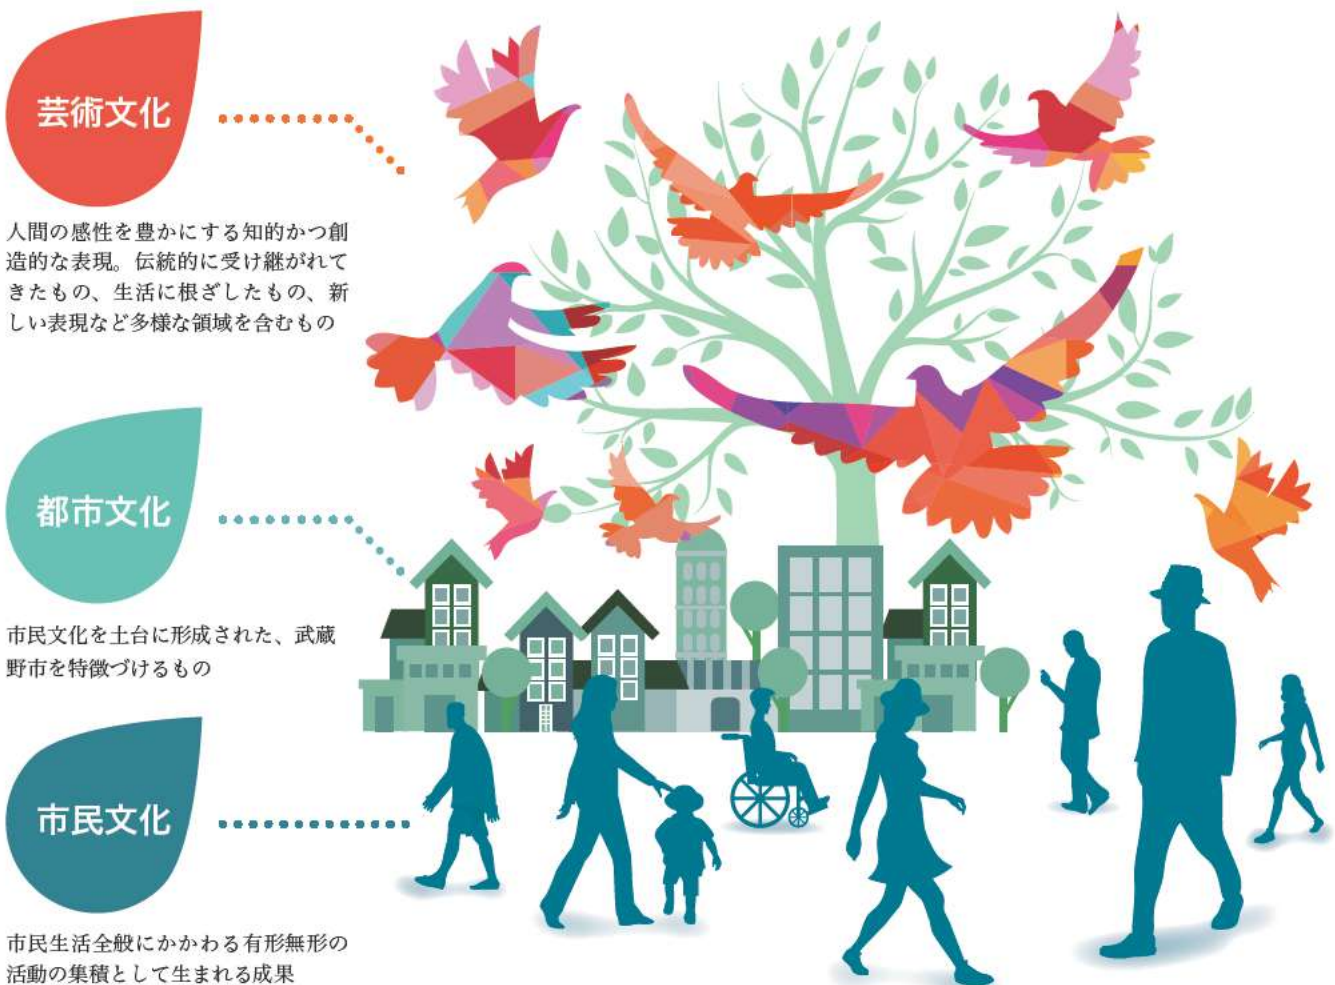 芸術文化
人間の感性を豊かにする知的かつ創
造的な表現。伝統的に受け継がれて
きたもの、生活に根ざしたもの、新
しい表現など多様な領域を含むもの
都市文化
市民文化を土台に形成された、武蔵
野市を特徴づけるもの
市民文化
市民生活全般にかかわる有形無形の
活動の集積として生まれる成果